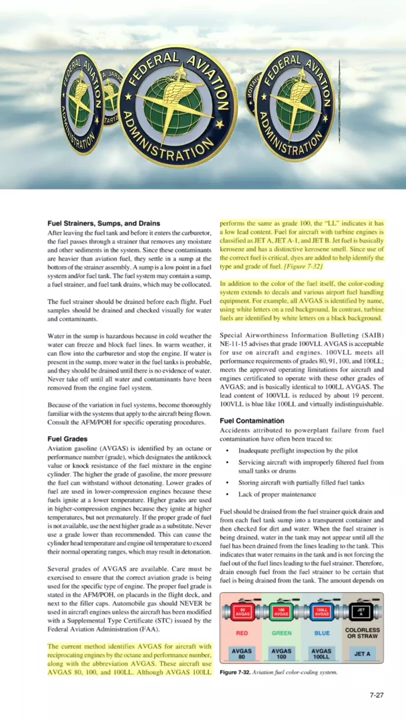 FEDERAL AVIATION
ADMINISTRATION
FEDERAL AVIATION
ADMINISTRATION
FEDERAL AVIATION
ADMINISTRATION
Fuel Strainers, Sumps, and Drains
After leaving the fuel tank and before it enters the carburetor,
the fuel passes through a strainer that removes any moisture
and other sediments in the system. Since these contaminants
are heavier than aviation fuel, they settle in a sump at the
bottom of the strainer assembly. A sump is a low point in a fuel
system and/or fuel tank. The fuel system may contain a sump,
a fuel strainer, and fuel tank drains, which may be collocated.
The fuel strainer should be drained before each flight. Fuel
samples should be drained and checked visually for water
and contaminants.
Water in the sump is hazardous because in cold weather the
water can freeze and block fuel lines. In warm weather, it
can flow into the carburetor and stop the engine. If water is
present in the sump, more water in the fuel tanks is probable,
and they should be drained until there is no evidence of water.
Never take off until all water and contaminants have been
removed from the engine fuel system.
Because of the variation in fuel systems, become thoroughly
familiar with the systems that apply to the aircraft being flown.
Consult the AFM/POH for specific operating procedures.
Fuel Grades
Aviation gasoline (AVGAS) is identified by an octane or
performance number (grade), which designates the antiknock
value or knock resistance of the fuel mixture in the engine
cylinder. The higher the grade of gasoline, the more pressure
the fuel can withstand without detonating. Lower grades of
fuel are used in lower-compression engines because these
fuels ignite at a lower temperature. Higher grades are used
in higher-compression engines because they ignite at higher
temperatures, but not prematurely. If the proper grade of fuel
is not available, use the next higher grade as a substitute. Never
use a grade lower than recommended. This can cause the
cylinder head temperature and engine oil temperature to exceed
their normal operating ranges, which may result in detonation.
Several grades of AVGAS are available. Care must be
exercised to ensure that the correct aviation grade is being
used for the specific type of engine. The proper fuel grade is
stated in the AFM/POH, on placards in the flight deck, and
next to the filler caps. Automobile gas should NEVER be
used in aircraft engines unless the aircraft has been modified
with a Supplemental Type Certificate (STC) issued by the
Federal Aviation Administration (FAA).
The current method identifies AVGAS for aircraft with
reciprocating engines by the octane and performance number,
along with the abbreviation AVGAS. These aircraft use
AVGAS 80, 100, and 100LL. Although AVGAS 100LL
performs the same as grade 100, the “LL” indicates it has
a low lead content. Fuel for aircraft with turbine engines is
classified as JET A, JET A-1, and JET B. Jet fuel is basically
kerosene and has a distinctive kerosene smell. Since use of
the correct fuel is critical, dyes are added to help identify the
type and grade of fuel. [Figure 7-32]
In addition to the color of the fuel itself, the color-coding
system extends to decals and various airport fuel handling
equipment. For example, all AVGAS is identified by name,
using white letters on a red background. In contrast, turbine
fuels are identified by white letters on a black background.
Special Airworthiness Information Bulleting (SAIB)
NE-11-15 advises that grade 100VLL AVGAS is acceptable
for use on aircraft and engines. 100VLL meets all
performance requirements of grades 80, 91, 100, and 100LL;
meets the approved operating limitations for aircraft and
engines certificated to operate with these other grades of
AVGAS; and is basically identical to 100LL AVGAS. The
lead content of 100VLL is reduced by about 19 percent.
100VLL is blue like 100LL and virtually indistinguishable.
Fuel Contamination
Accidents attributed to powerplant failure from fuel
contamination have often been traced to:
• Inadequate preflight inspection by the pilot
• Servicing aircraft with improperly filtered fuel from
small tanks or drums
• Storing aircraft with partially filled fuel tanks
• Lack of proper maintenance
Fuel should be drained from the fuel strainer quick drain and
from each fuel tank sump into a transparent container and
then checked for dirt and water. When the fuel strainer is
being drained, water in the tank may not appear until all the
fuel has been drained from the lines leading to the tank. This
indicates that water remains in the tank and is not forcing the
fuel out of the fuel lines leading to the fuel strainer. Therefore,
drain enough fuel from the fuel strainer to be certain that
fuel is being drained from the tank. The amount depends on
80 AVGAS
100 AVGAS
100LL AVGAS
JET A
RED
GREEN
BLUE
COLORLESS OR STRAW
AVGAS 80
AVGAS 100
AVGAS 100LL
JET A
Figure 7-32. Aviation fuel color-coding system.
7-27